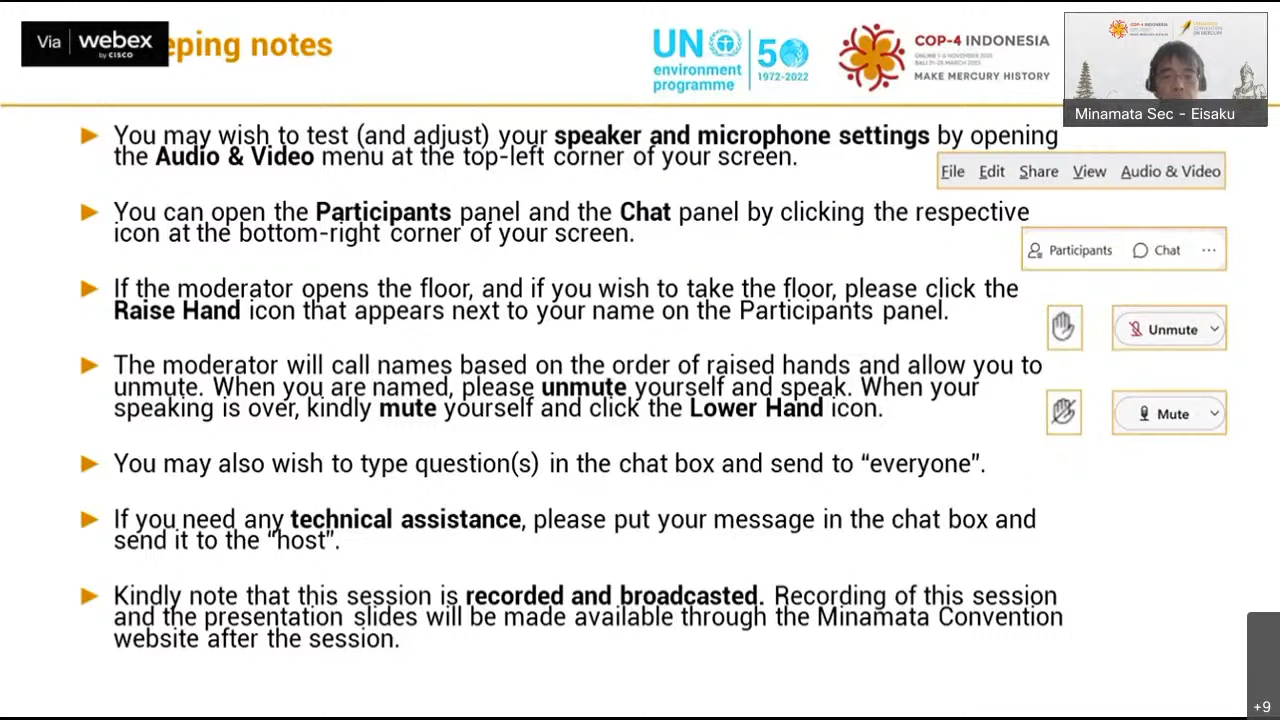 Via webex
by CISCO
eping notes
UN
environment
programme
50
1972-2022
COP-4 INDONESIA
MAKE MERCURY HISTORY
COP-4 INDONESIA
Minamata Sec - Eisaku
You may wish to test (and adjust) your speaker and microphone settings by opening
the Audio & Video menu at the top-left corner of your screen.
File Edit Share View Audio & Video
You can open the Participants panel and the Chat panel by clicking the respective
icon at the bottom-right corner of your screen.
Participants Chat ...
If the moderator opens the floor, and if you wish to take the floor, please click the
Raise Hand icon that appears next to your name on the Participants panel.
Unmute
The moderator will call names based on the order of raised hands and allow you to
unmute. When you are named, please unmute yourself and speak. When your
speaking is over, kindly mute yourself and click the Lower Hand icon.
Mute
You may also wish to type question(s) in the chat box and send to “everyone”.
If you need any technical assistance, please put your message in the chat box and
send it to the “host”.
Kindly note that this session is recorded and broadcasted. Recording of this session
and the presentation slides will be made available through the Minamata Convention
website after the session.
+9